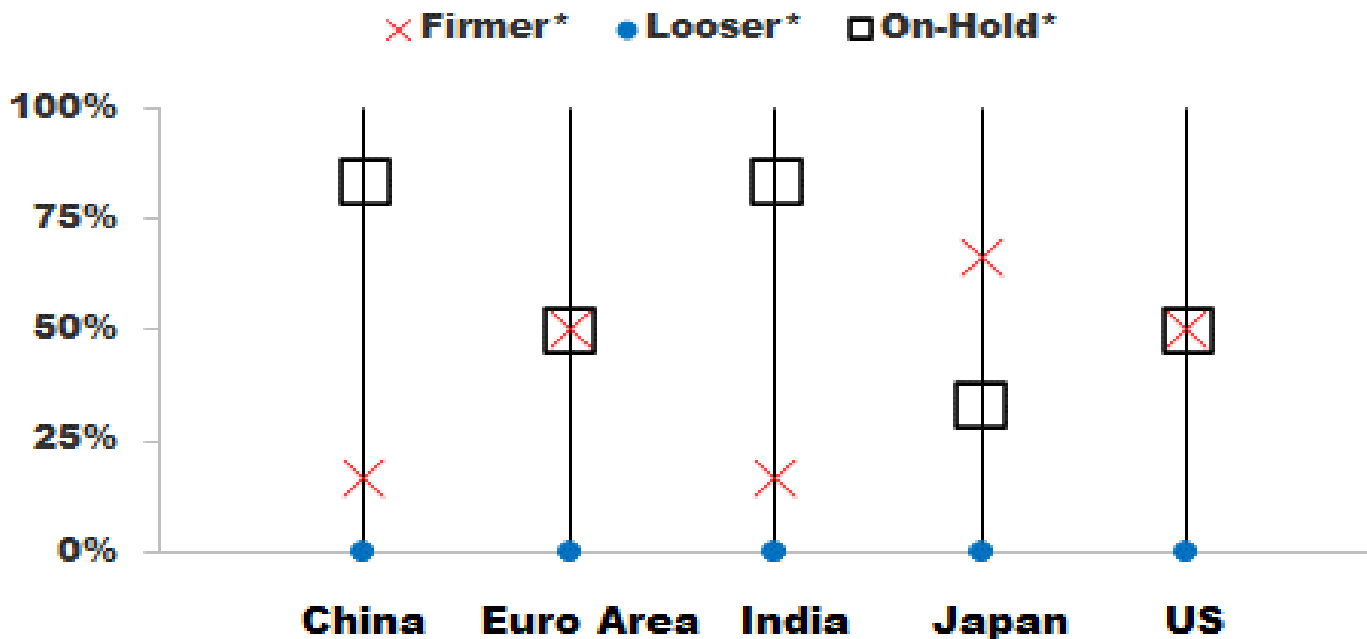 Firmer* Looser* On-Hold*
100%
75%
50%
25%
0%
China Euro Area India Japan US